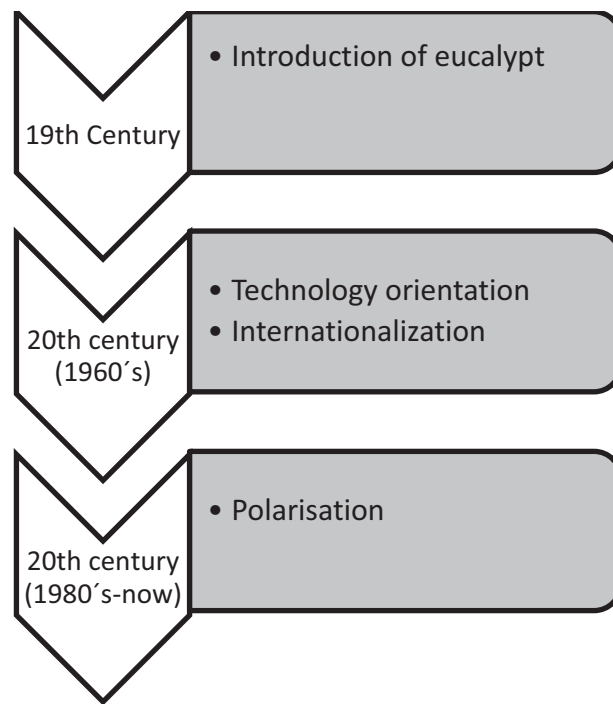 19th Century
• Introduction of eucalypt
20th century
(1960´s)
• Technology orientation
• Internationalization
20th century
(1980´s-now)
• Polarisation